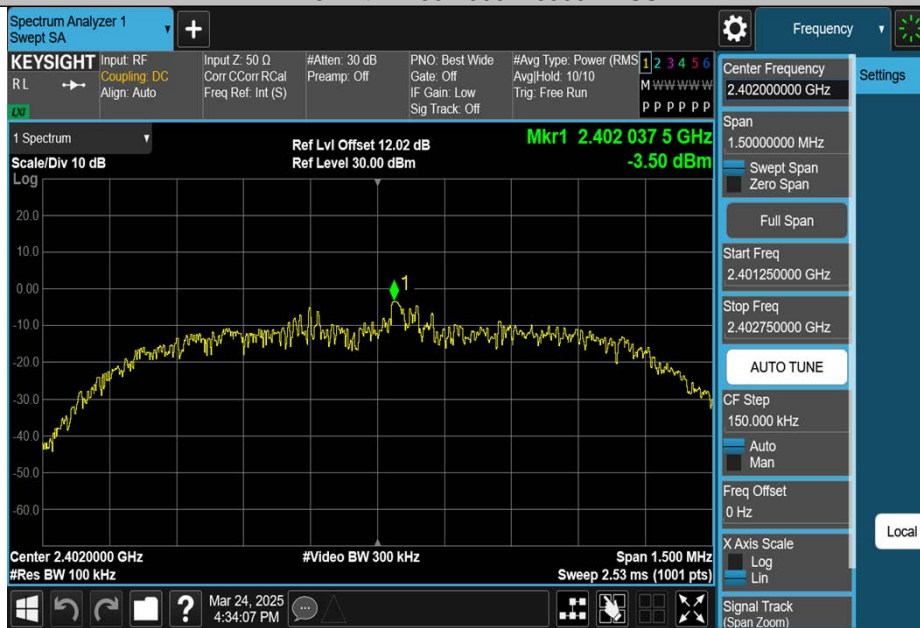 Spectrum Analyzer 1
Swept SA
Frequency
KEYSIGHT
R L
LXI
Input: RF
Coupling: DC
Align: Auto
Input Z: 50 Ω
Corr CCorr RCal
Freq Ref: Int (S)
#Atten: 30 dB
Preamp: Off
PNO: Best Wide
Gate: Off
IF Gain: Low
Sig Track: Off
#Avg Type: Power (RMS
Avg|Hold: 10/10
Trig: Free Run
1 2 3 4 5 6
M W W W W W
P P P P P P
Center Frequency
2.402000000 GHz
Settings
1 Spectrum
Scale/Div 10 dB
Log
Ref Lvl Offset 12.02 dB
Ref Level 30.00 dBm
Mkr1 2.402 037 5 GHz
-3.50 dBm
Span
1.50000000 MHz
Swept Span
Zero Span
Full Span
Start Freq
2.401250000 GHz
Stop Freq
2.402750000 GHz
AUTO TUNE
CF Step
150.000 kHz
Auto
Man
Freq Offset
0 Hz
X Axis Scale
Log
Lin
Signal Track
(Span Zoom)
Local
20.0
10.0
0.00
-10.0
-20.0
-30.0
-40.0
-50.0
-60.0
1
Center 2.4020000 GHz
#Res BW 100 kHz
#Video BW 300 kHz
Span 1.500 MHz
Sweep 2.53 ms (1001 pts)
?
Mar 24, 2025
4:34:07 PM